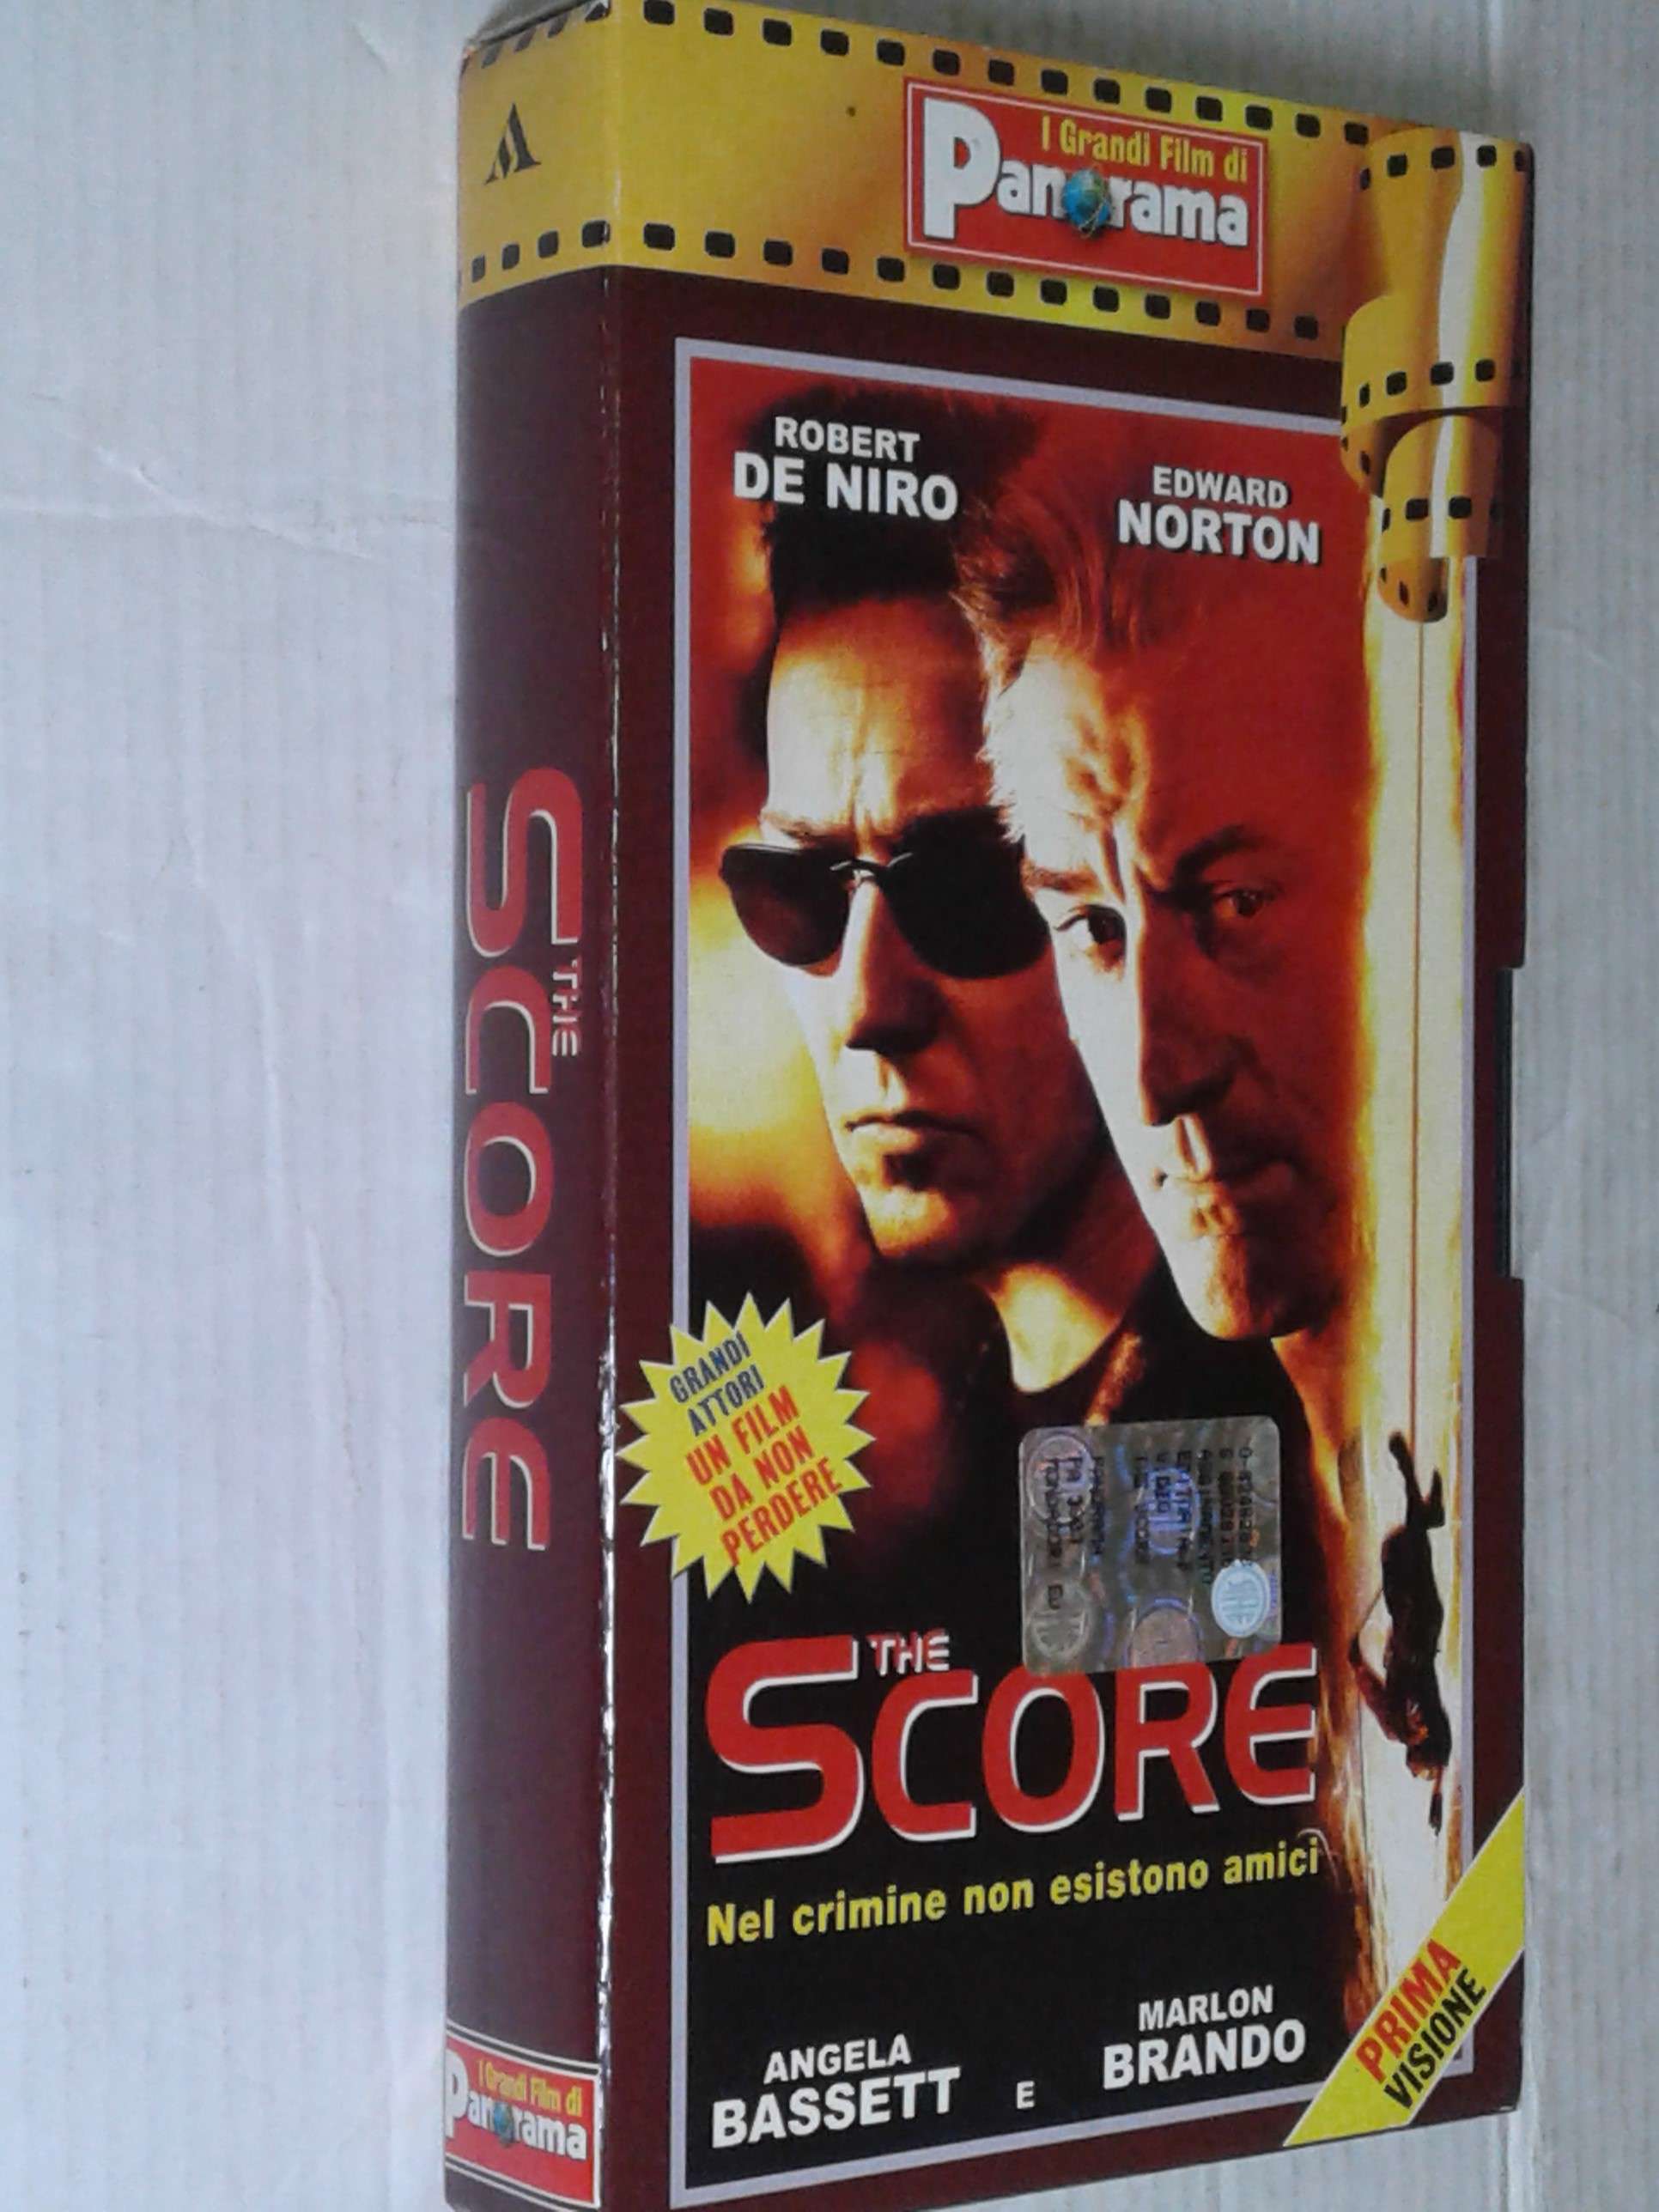 I Grandi Film di
Panorama
ROBERT
DE NIRO
EDWARD
NORTON
GRANDI
ATTORI
UN FILM
DA NON
PERDERE
THE
SCORE
Nel crimine non esistono amici
ANGELA
BASSETT
E
MARLON
BRANDO
PRIMA
VISIONE
THE
SCORE
I Grandi Film di
Panorama